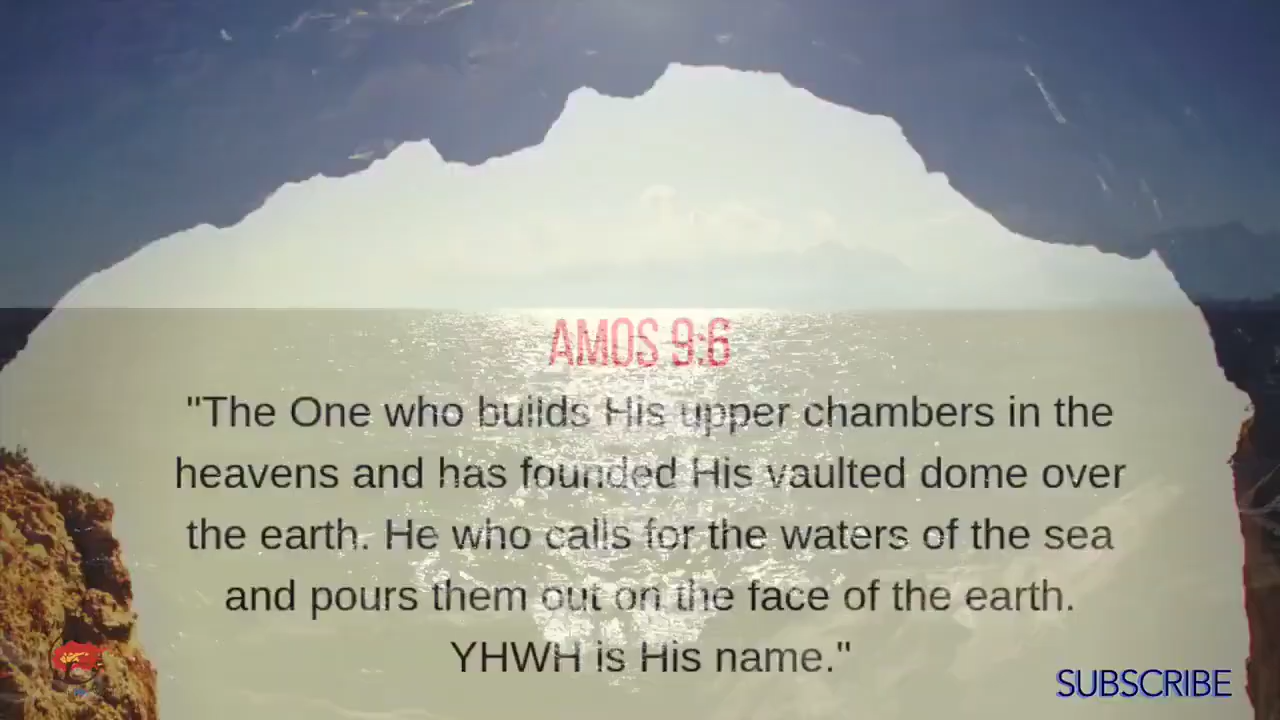 AMOS 9:6
"The One who builds His upper chambers in the
heavens and has founded His vaulted dome over
the earth. He who calls for the waters of the sea
and pours them out on the face of the earth.
YHWH is His name."
SUBSCRIBE